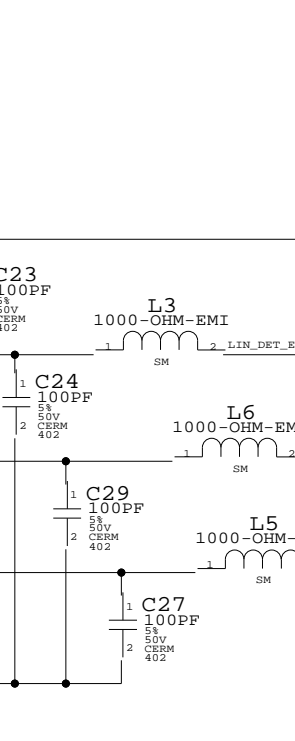 C23
100PF
5%
50V
CERM
402
L3
1000-OHM-EMI
1 2 LIN_DET_E
SM
1 C24
100PF
5%
50V
2 CERM
402
L6
1000-OHM-EM
1 2
SM
1 C29
100PF
5%
50V
2 CERM
402
L5
1000-OHM-
1
SM
1 C27
100PF
5%
50V
2 CERM
402